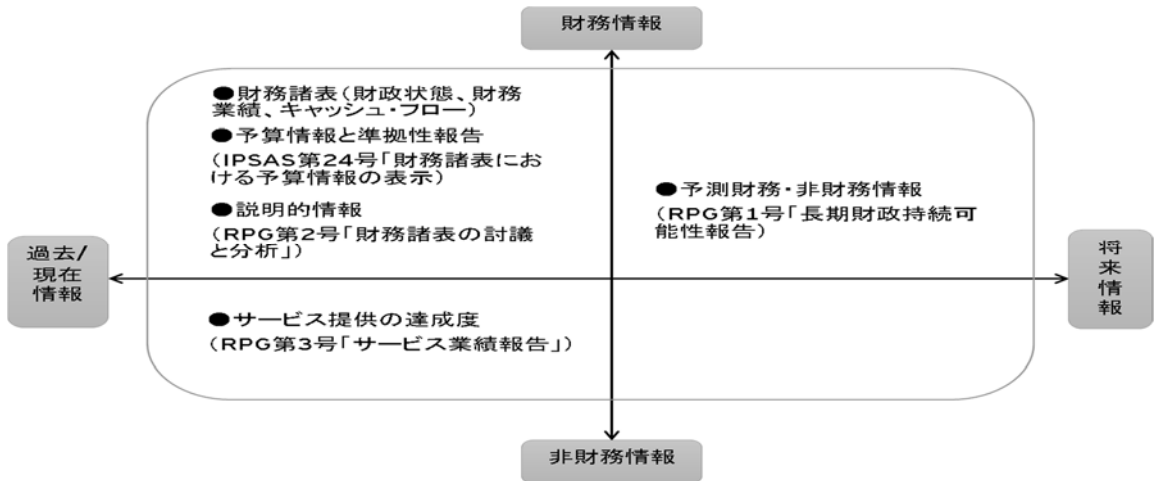 財務情報
●財務諸表(財政状態、財務
業績、キャッシュ・フロー)
●予算情報と準拠性報告
(IPSAS第24号「財務諸表にお
ける予算情報の表示)
●説明的情報
(RPG第2号「財務諸表の討議
と分析」)
●予測財務・非財務情報
(RPG第1号「長期財政持続可
能性報告)
過去/
現在
情報
将
来
情
報
●サービス提供の達成度
(RPG第3号「サービス業績報告」)
非財務情報